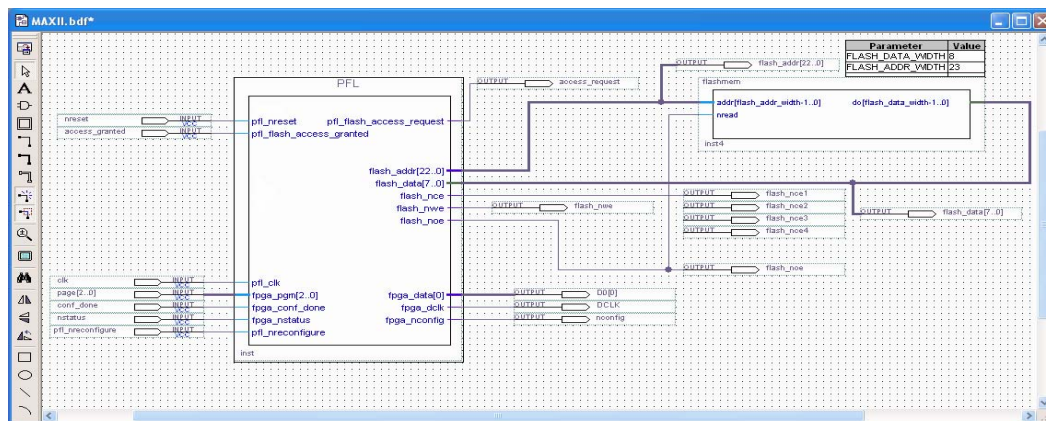 MAXII.bdf*
Parameter Value
FLASH_DATA_WIDTH 8
FLASH_ADDR_WIDTH 23
PFL
OUTPUT access_request
OUTPUT flash_addr[22..0]
flashmem
addr[flash_addr_width-1..0] do[flash_data_width-1..0]
nread
inst4
nreset INPUT VCC
access_granted INPUT VCC
pfl_nreset pfl_flash_access_request
pfl_flash_access_granted
flash_addr[22..0]
flash_data[7..0]
flash_nce
flash_nwe
flash_noe
OUTPUT flash_nwe
OUTPUT flash_nce1
OUTPUT flash_nce2
OUTPUT flash_nce3
OUTPUT flash_nce4
OUTPUT flash_data[7..0]
OUTPUT flash_noe
clk INPUT VCC
page[2..0] INPUT VCC
conf_done INPUT VCC
nstatus INPUT VCC
pfl_nreconfigure INPUT VCC
pfl_clk
fpga_pgm[2..0] fpga_data[0]
fpga_conf_done fpga_dclk
fpga_nstatus fpga_nconfig
pfl_nreconfigure
OUTPUT D0[0]
OUTPUT DCLK
OUTPUT nconfig
inst